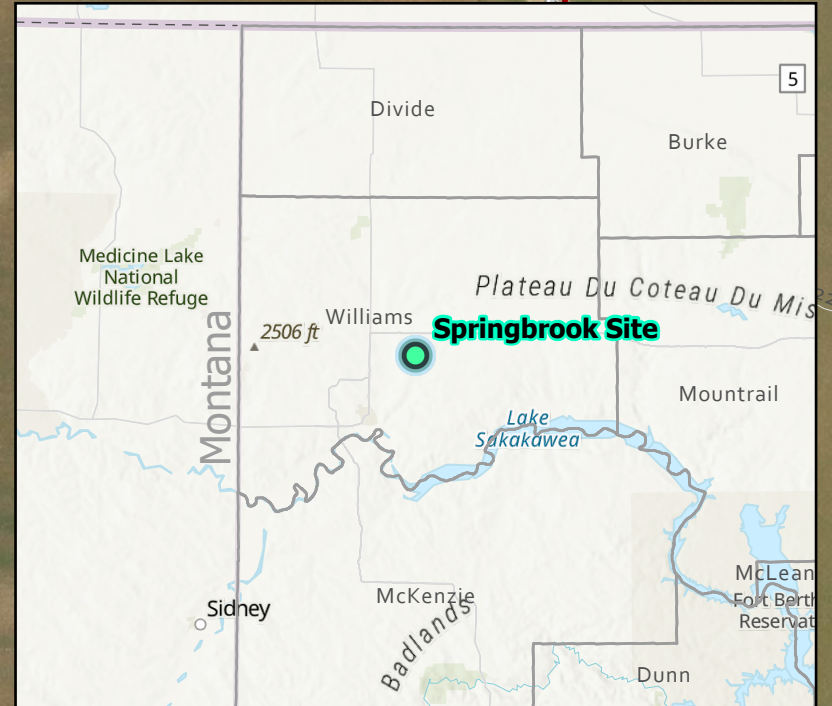 5
Divide
Burke
Medicine Lake
National
Wildlife Refuge
Plateau Du Coteau Du Mis
Williams
2506 ft
Springbrook Site
Montana
Mountrail
Lake
Sakakawea
McLean
McKenzie
Fort Berth
Reservat
Sidney
Badlands
Dunn